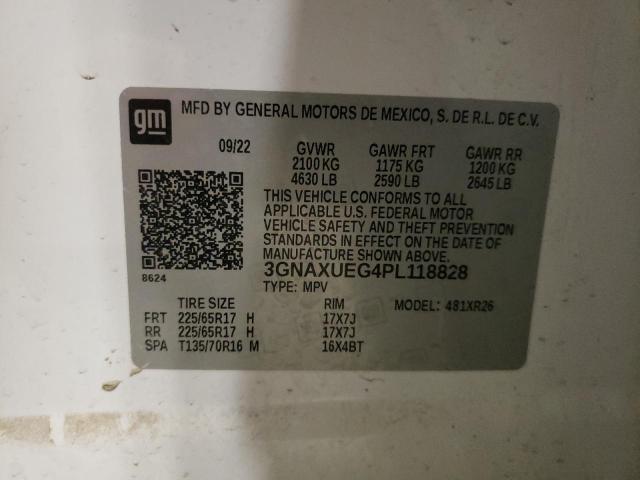 gm
MFD BY GENERAL MOTORS DE MEXICO, S. DE R.L. DE C.V.
09/22 GVWR GAWR FRT GAWR RR
2100 KG 1175 KG 1200 KG
4630 LB 2590 LB 2645 LB
THIS VEHICLE CONFORMS TO ALL
APPLICABLE U.S. FEDERAL MOTOR
VEHICLE SAFETY AND THEFT PREVENTION
STANDARDS IN EFFECT ON THE DATE OF
MANUFACTURE SHOWN ABOVE.
8624 3GNAXUEG4PL118828
TYPE: MPV MODEL: 481XR26
TIRE SIZE RIM
FRT 225/65R17 H 17X7J
RR 225/65R17 H 17X7J
SPA T135/70R16 M 16X4BT